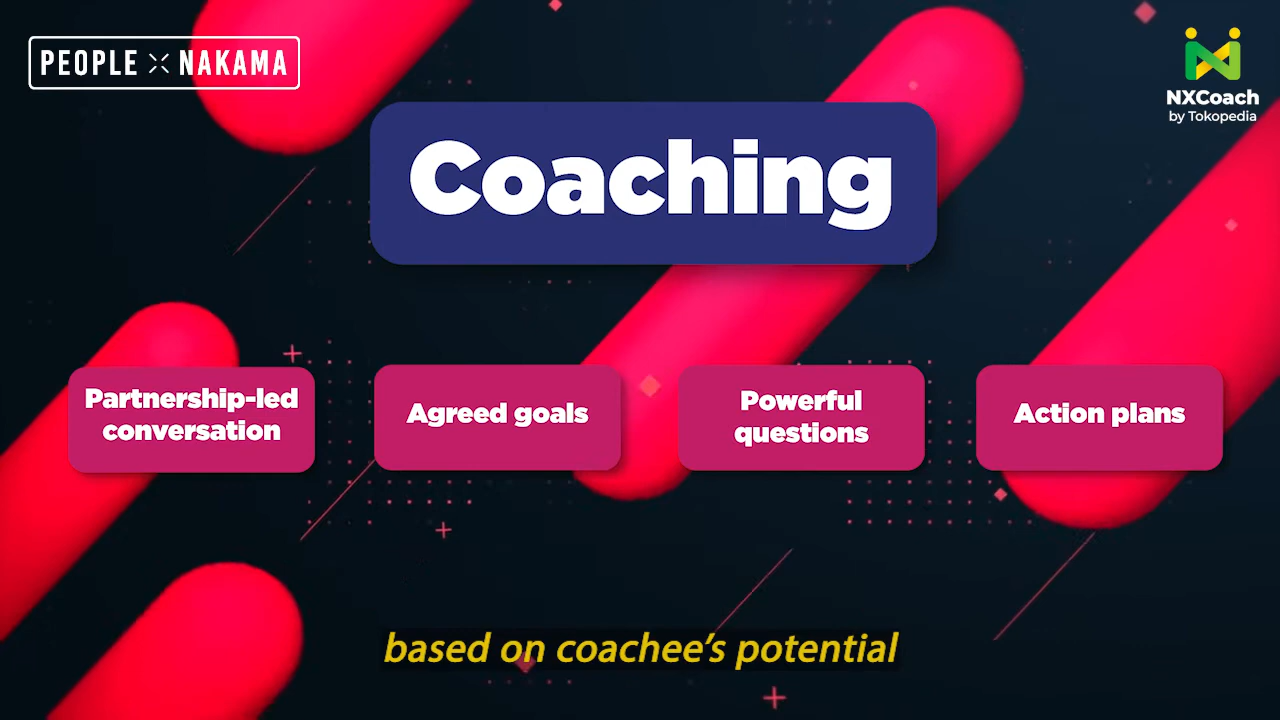 PEOPLE NAKAMA
NXCoach
by Tokopedia
Coaching
Partnership-led
conversation
Agreed goals
Powerful
questions
Action plans
based on coachee's potential